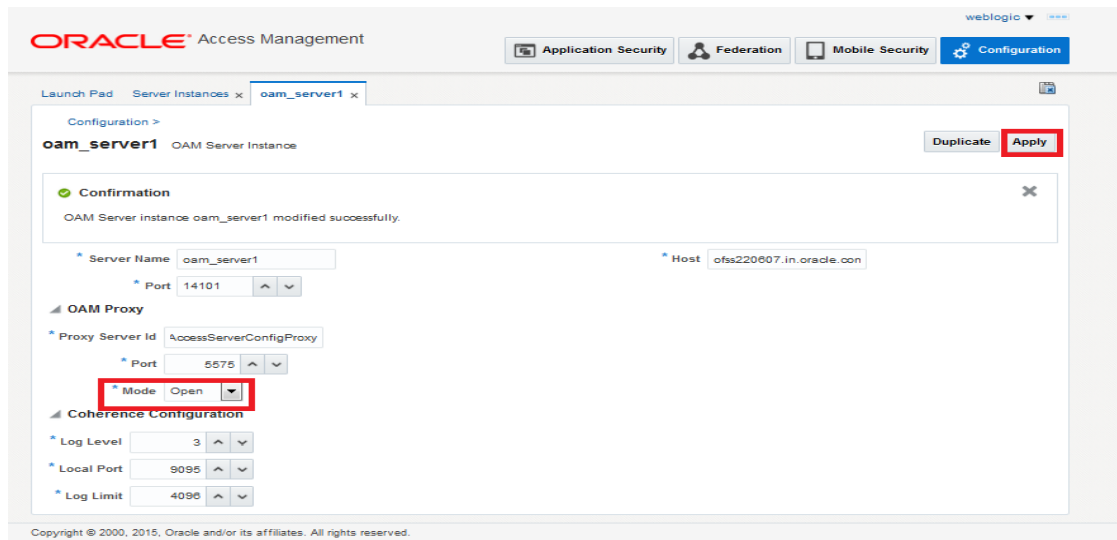 weblogic
ORACLE Access Management
Application Security
Federation
Mobile Security
Configuration
Launch Pad
Server Instances x
oam_server1 x
Configuration >
oam_server1 OAM Server Instance
Duplicate
Apply
Confirmation
OAM Server instance oam_server1 modified successfully.
* Server Name oam_server1
* Host ofss220607.in.oracle.con
* Port 14101
OAM Proxy
* Proxy Server Id AccessServerConfigProxy
* Port 5575
* Mode Open
Coherence Configuration
* Log Level 3
* Local Port 9095
* Log Limit 4096
Copyright © 2000, 2015, Oracle and/or its affiliates. All rights reserved.